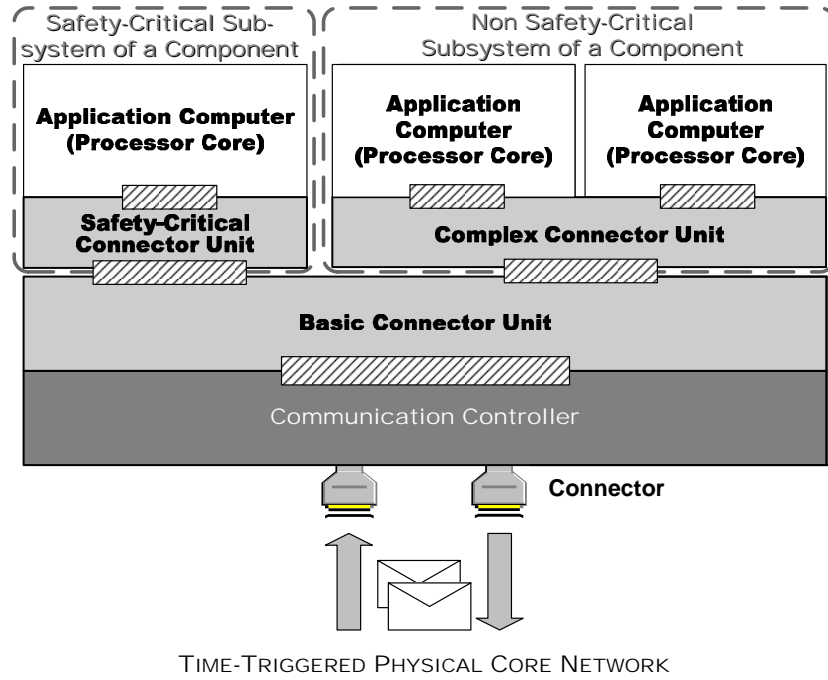 Safety-Critical Sub-
system of a Component
Non Safety-Critical
Subsystem of a Component
Application Computer
(Processor Core)
Application
Computer
(Processor Core)
Application
Computer
(Processor Core)
Safety-Critical
Connector Unit
Complex Connector Unit
Basic Connector Unit
Communication Controller
Connector
TIME-TRIGGERED PHYSICAL CORE NETWORK